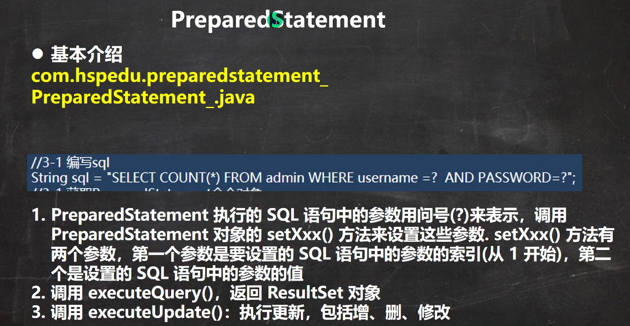 PreparedStatement
● 基本介绍
com.hspedu.preparedstatement_
PreparedStatement_.java
//3-1 编写sql
String sql = "SELECT COUNT(*) FROM admin WHERE username =?  AND PASSWORD=?";
1. PreparedStatement 执行的 SQL 语句中的参数用问号(?)来表示，调用
PreparedStatement 对象的 setXxx() 方法来设置这些参数. setXxx() 方法有
两个参数，第一个参数是要设置的 SQL 语句中的参数的索引(从 1 开始)，第二
个是设置的 SQL 语句中的参数的值
2. 调用 executeQuery()，返回 ResultSet 对象
3. 调用 executeUpdate()：执行更新，包括增、删、修改